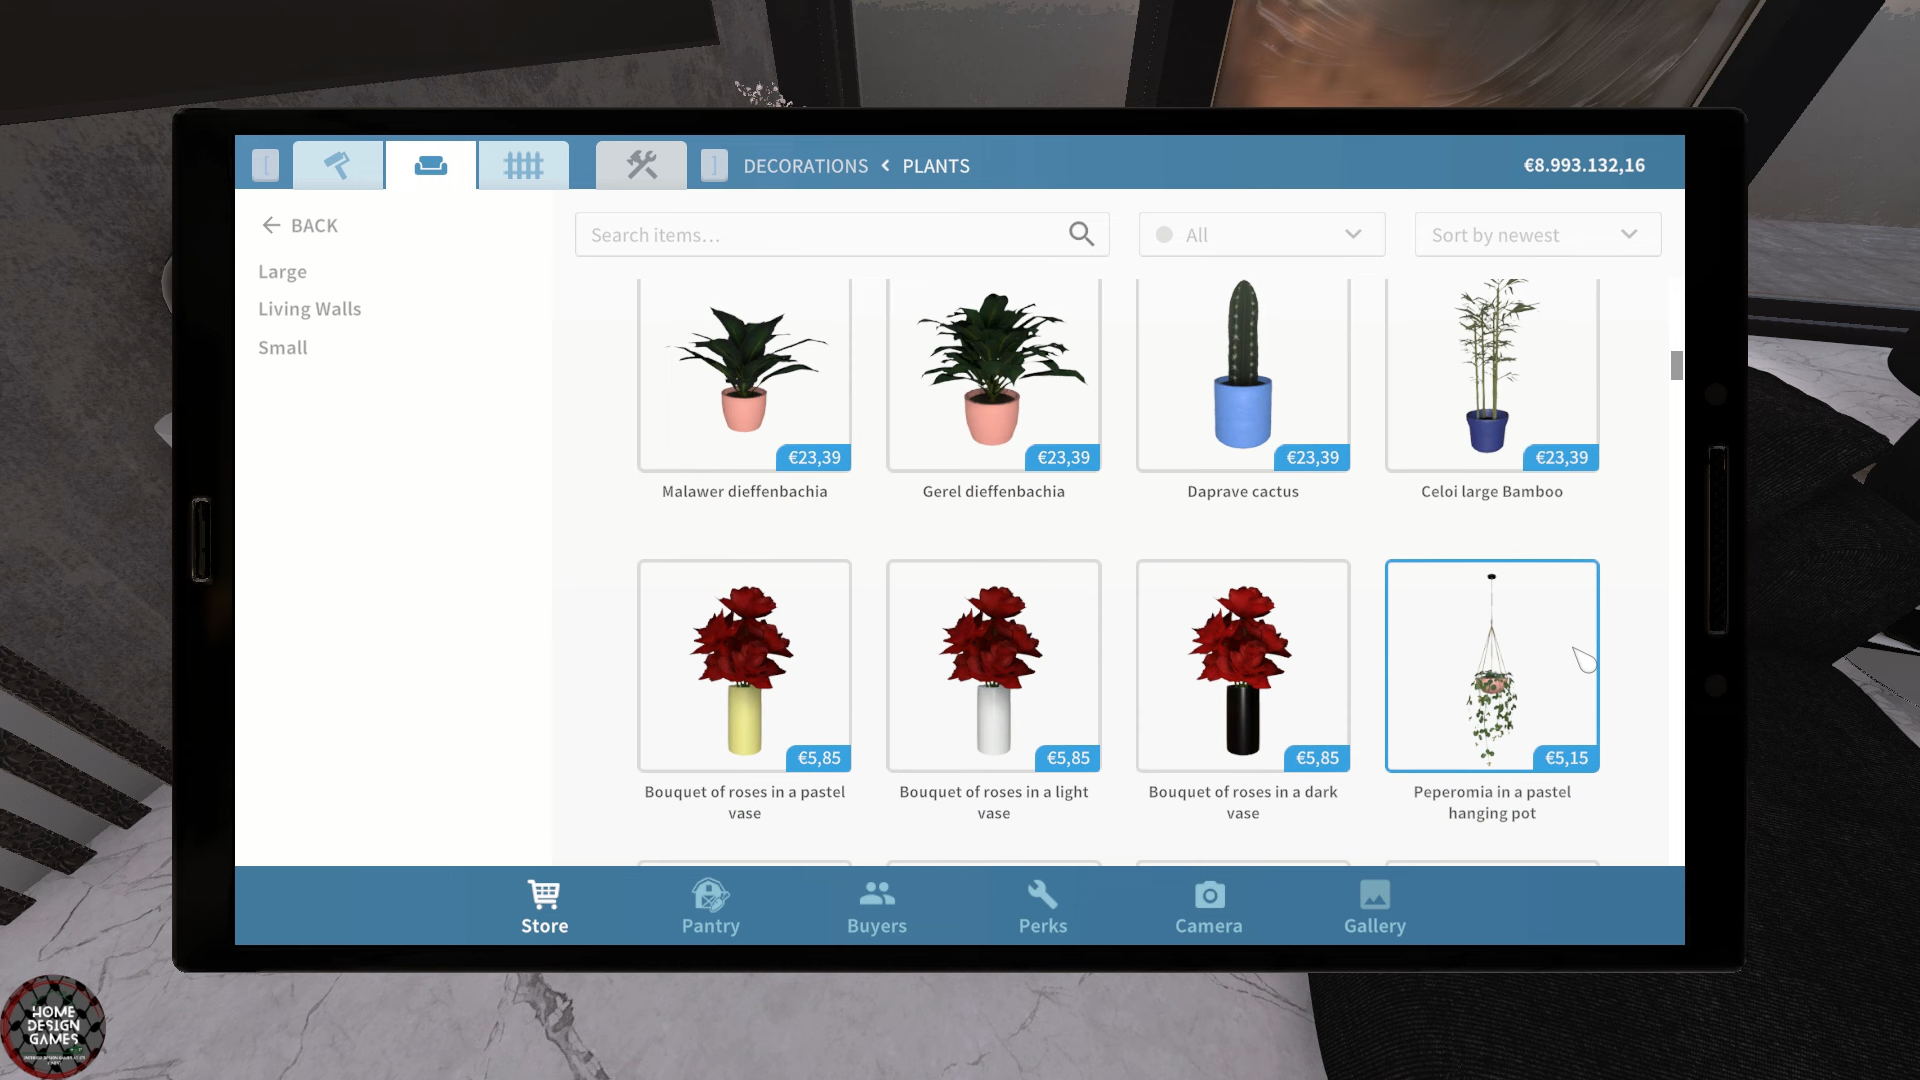 [
]
DECORATIONS < PLANTS
€8.993.132,16
BACK
Large
Living Walls
Small
Search items...
All
Sort by newest
€23,39
€23,39
€23,39
€23,39
Malawer dieffenbachia
Gerel dieffenbachia
Daprave cactus
Celoi large Bamboo
€5,85
€5,85
€5,85
€5,15
Bouquet of roses in a pastel
vase
Bouquet of roses in a light
vase
Bouquet of roses in a dark
vase
Peperomia in a pastel
hanging pot
Store
Pantry
Buyers
Perks
Camera
Gallery
HOME
DESIGN
GAMES